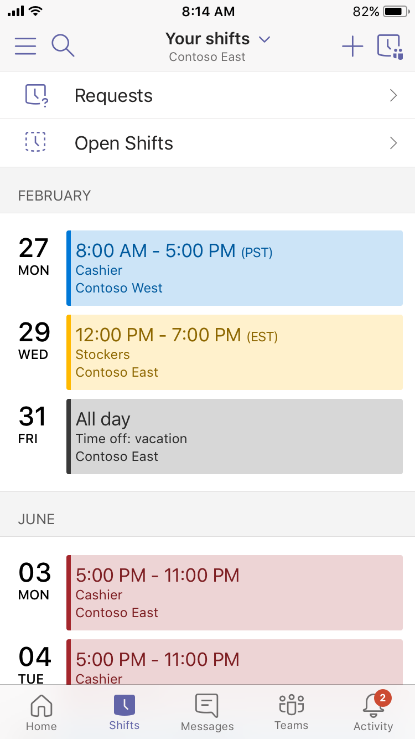 8:14 AM
82%
Your shifts
Contoso East
Requests
Open Shifts
FEBRUARY
27
MON
8:00 AM - 5:00 PM (PST)
Cashier
Contoso West
29
WED
12:00 PM - 7:00 PM (EST)
Stockers
Contoso East
31
FRI
All day
Time off: vacation
Contoso East
JUNE
03
MON
5:00 PM - 11:00 PM
Cashier
Contoso East
04
TUE
5:00 PM - 11:00 PM
Cashier
2
Home
Shifts
Messages
Teams
Activity